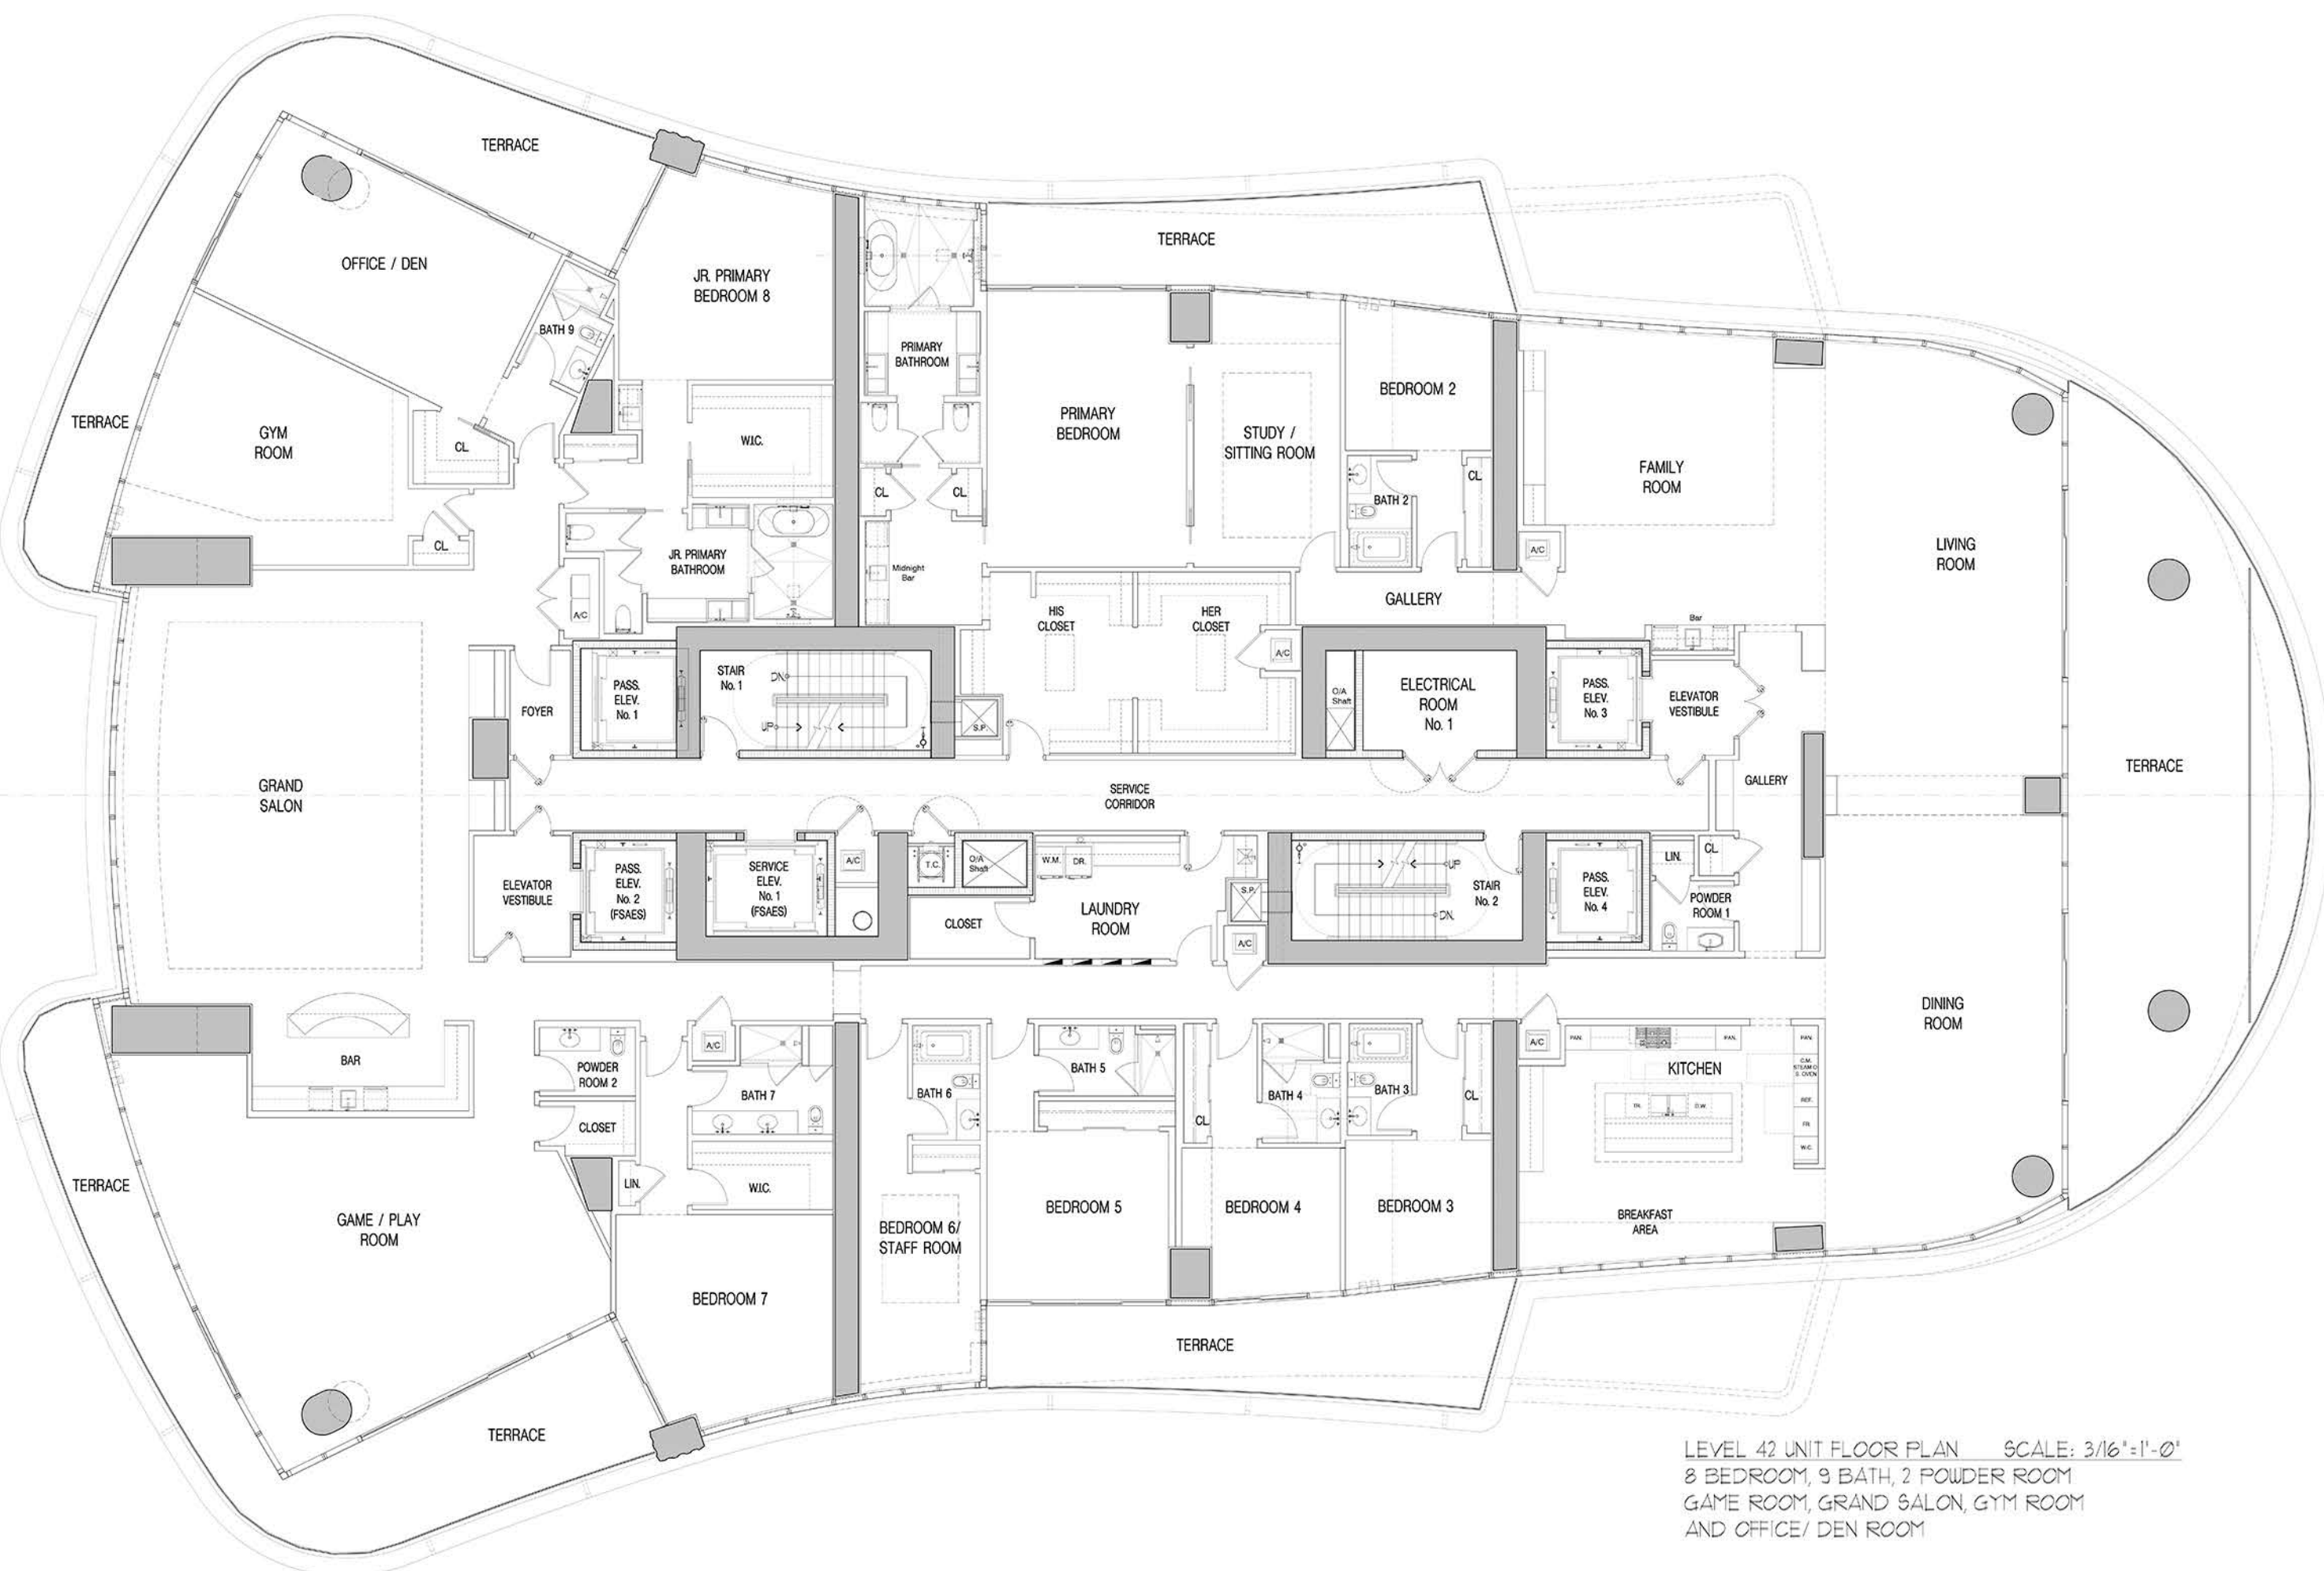 TERRACE
OFFICE / DEN
JR. PRIMARY
BEDROOM 8
TERRACE
BATH 9
PRIMARY
BATHROOM
BEDROOM 2
TERRACE
GYM
ROOM
CL.
W.I.C.
PRIMARY
BEDROOM
STUDY /
SITTING ROOM
FAMILY
ROOM
CL
CL
BATH 2
CL
CL.
JR. PRIMARY
BATHROOM
Midnight
Bar
A/C
LIVING
ROOM
A/C
HIS
CLOSET
HER
CLOSET
GALLERY
Bar
PASS.
ELEV.
No. 1
STAIR
No. 1
DN.
UP
FOYER
S.P.
A/C
O/A
Shaft
ELECTRICAL
ROOM
No. 1
PASS.
ELEV.
No. 3
ELEVATOR
VESTIBULE
GRAND
SALON
SERVICE
CORRIDOR
GALLERY
TERRACE
ELEVATOR
VESTIBULE
PASS.
ELEV.
No. 2
(FSAES)
SERVICE
ELEV.
No. 1
(FSAES)
A/C
T.C.
O/A
Shaft
W.M.
DR.
CLOSET
LAUNDRY
ROOM
S.P.
A/C
UP
DN.
STAIR
No. 2
PASS.
ELEV.
No. 4
LIN.
CL.
POWDER
ROOM 1
DINING
ROOM
BAR
POWDER
ROOM 2
A/C
BATH 7
BATH 6
BATH 5
BATH 4
BATH 3
CL.
CL.
A/C
PAN.
PAN.
PAN.
KITCHEN
C.M.
STEAM O.
S. OVEN
REF.
TR.
D.W.
FR.
W.C.
CLOSET
TERRACE
LIN.
W.I.C.
GAME / PLAY
ROOM
BEDROOM 6/
STAFF ROOM
BEDROOM 5
BEDROOM 4
BEDROOM 3
BREAKFAST
AREA
BEDROOM 7
TERRACE
TERRACE
LEVEL 42 UNIT FLOOR PLAN SCALE: 3/16"=1'-0"
8 BEDROOM, 9 BATH, 2 POWDER ROOM
GAME ROOM, GRAND SALON, GYM ROOM
AND OFFICE/ DEN ROOM